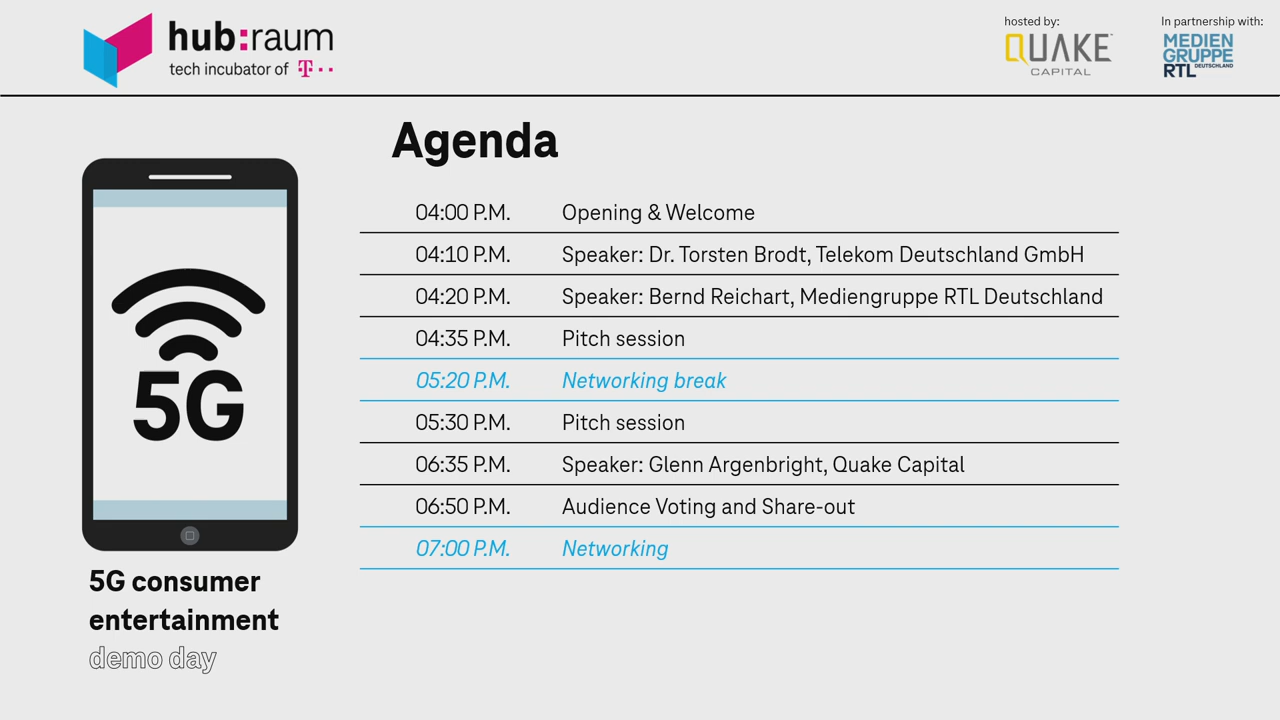 hub:raum
tech incubator of T
hosted by:
QUAKE
CAPITAL
In partnership with:
MEDIEN
GRUPPE
RTL DEUTSCHLAND
Agenda
04:00 P.M. Opening & Welcome
04:10 P.M. Speaker: Dr. Torsten Brodt, Telekom Deutschland GmbH
04:20 P.M. Speaker: Bernd Reichart, Mediengruppe RTL Deutschland
04:35 P.M. Pitch session
05:20 P.M. Networking break
05:30 P.M. Pitch session
06:35 P.M. Speaker: Glenn Argenbright, Quake Capital
06:50 P.M. Audience Voting and Share-out
07:00 P.M. Networking
5G
5G consumer
entertainment
demo day